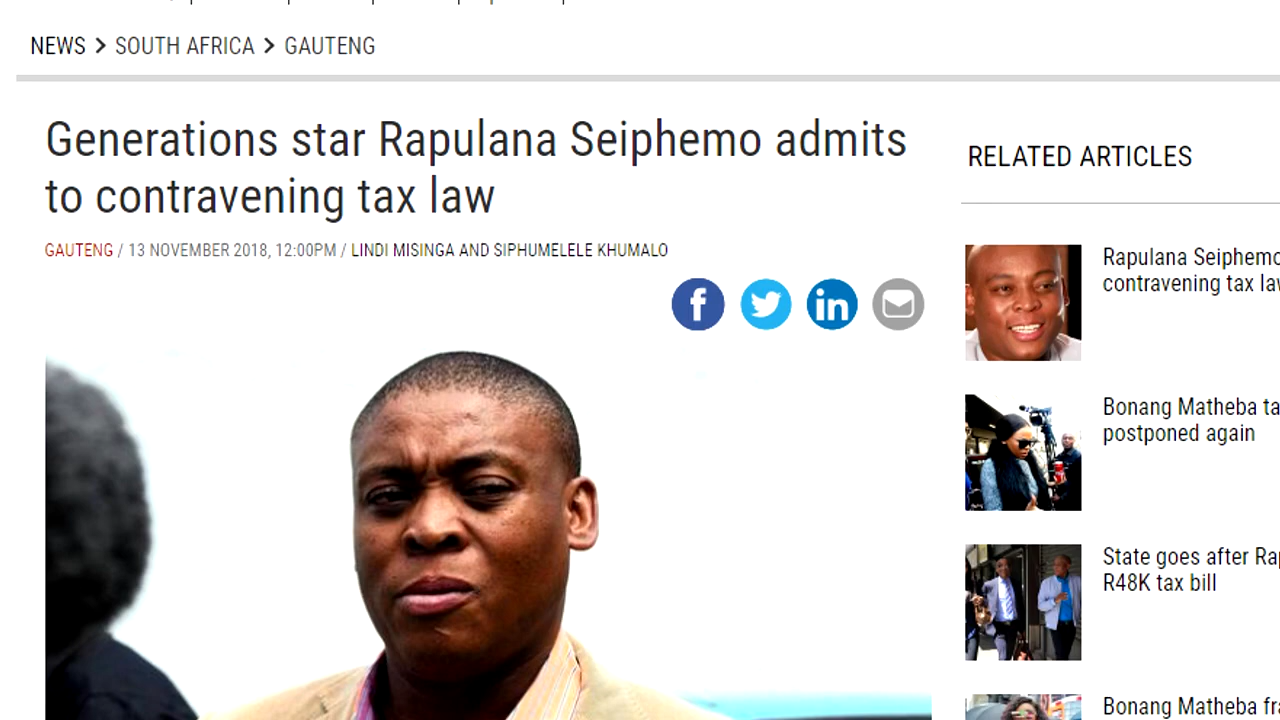 NEWS > SOUTH AFRICA > GAUTENG
Generations star Rapulana Seiphemo admits
to contravening tax law
GAUTENG / 13 NOVEMBER 2018, 12:00PM / LINDI MISINGA AND SIPHUMELELE KHUMALO
RELATED ARTICLES
Rapulana Seiphemo
contravening tax
Bonang Matheba
postponed again
State goes after
R48K tax bill
Bonang Matheba